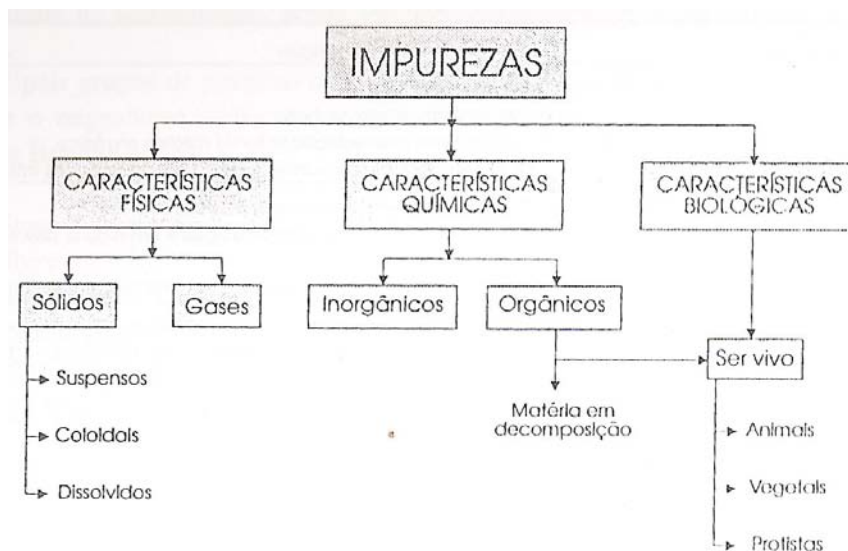 IMPUREZAS
CARACTERÍSTICAS
FÍSICAS
CARACTERÍSTICAS
QUÍMICAS
CARACTERÍSTICAS
BIOLÓGICAS
Sólidos
Gases
Inorgânicos
Orgânicos
Suspensos
Coloidais
Dissolvidos
Matéria em
decomposição
Ser vivo
Animais
Vegetais
Protistas